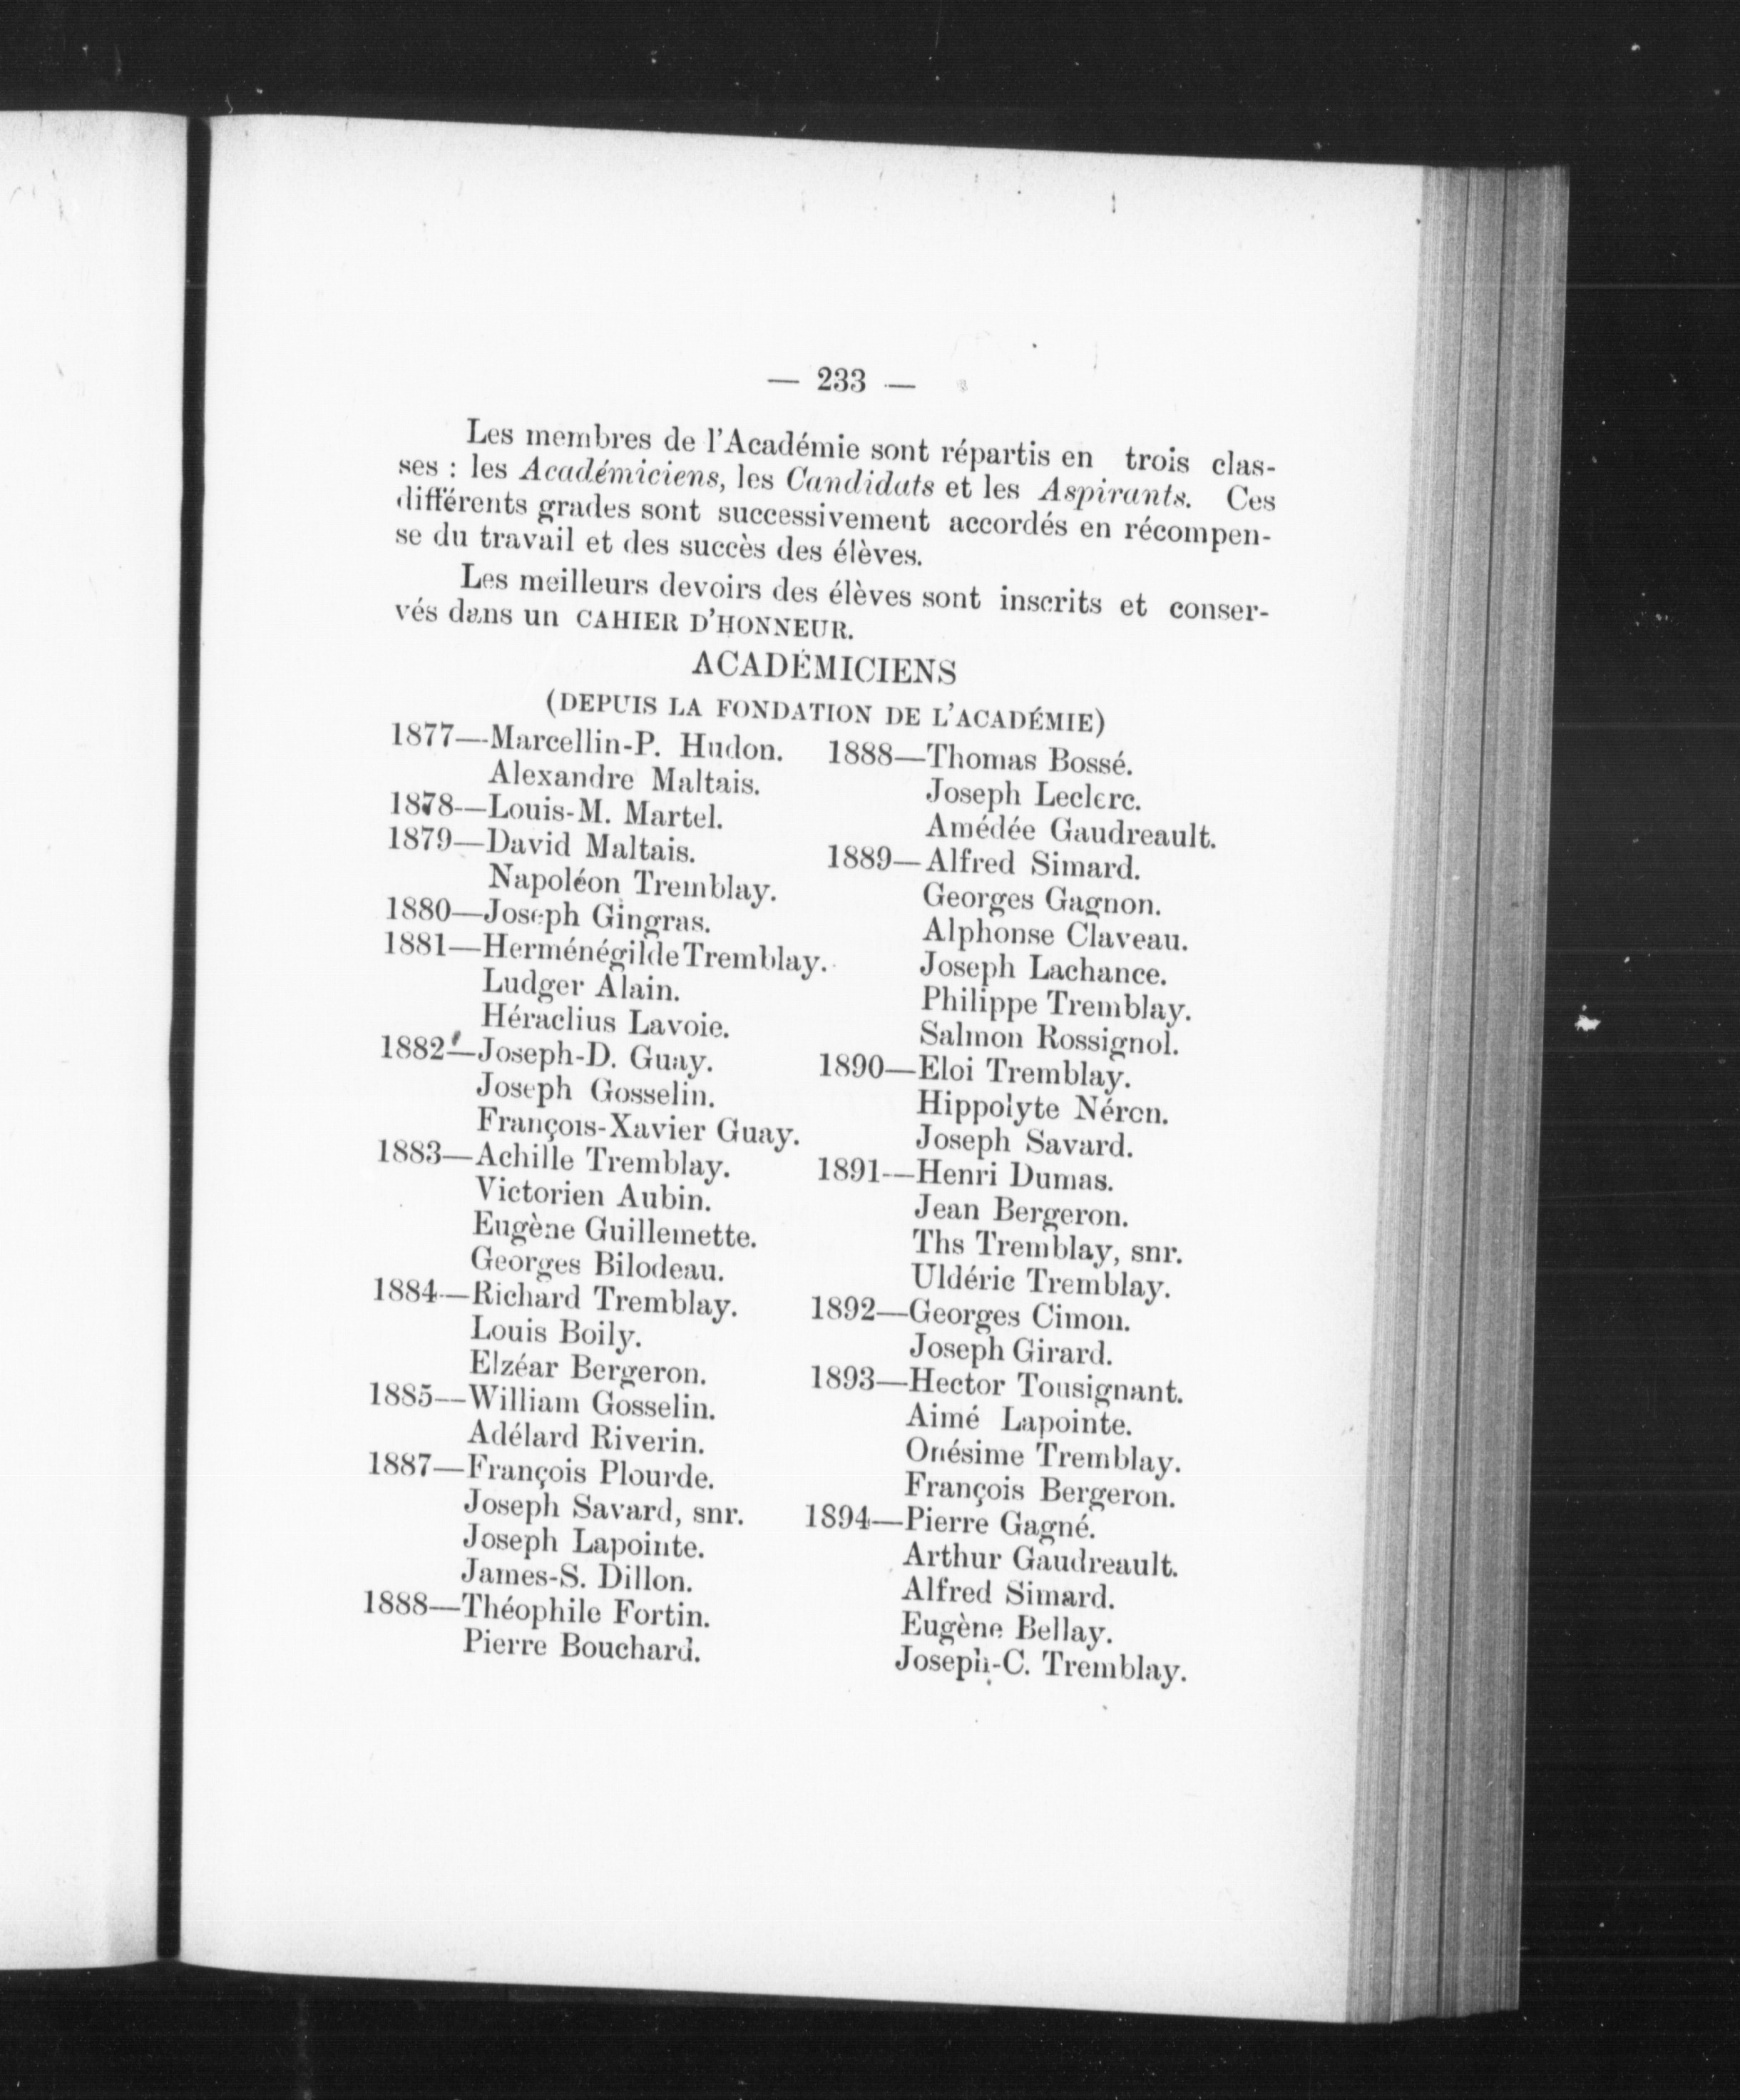 — 233 —
Les membres de l'Académie sont répartis en trois clas-
ses : les Académiciens, les Candidats et les Aspirants. Ces
différents grades sont successivement accordés en récompen-
se du travail et des succès des élèves.
Les meilleurs devoirs des élèves sont inscrits et conser-
vés dans un CAHIER D'HONNEUR.
ACADÉMICIENS
(DEPUIS LA FONDATION DE L'ACADÉMIE)
1877—Marcellin-P. Hudon.
Alexandre Maltais.
1878—Louis-M. Martel.
1879—David Maltais.
Napoléon Tremblay.
1880—Joseph Gingras.
1881—Herménégilde Tremblay.
Ludger Alain.
Héraclius Lavoie.
1882—Joseph-D. Guay.
Joseph Gosselin.
François-Xavier Guay.
1883—Achille Tremblay.
Victorien Aubin.
Eugène Guillemette.
Georges Bilodeau.
1884—Richard Tremblay.
Louis Boily.
Elzéar Bergeron.
1885—William Gosselin.
Adélard Riverin.
1887—François Plourde.
Joseph Savard, snr.
Joseph Lapointe.
James-S. Dillon.
1888—Théophile Fortin.
Pierre Bouchard.
1888—Thomas Bossé.
Joseph Leclerc.
Amédée Gaudreault.
1889—Alfred Simard.
Georges Gagnon.
Alphonse Claveau.
Joseph Lachance.
Philippe Tremblay.
Salmon Rossignol.
1890—Eloi Tremblay.
Hippolyte Néron.
Joseph Savard.
1891—Henri Dumas.
Jean Bergeron.
Ths Tremblay, snr.
Uldéric Tremblay.
1892—Georges Cimon.
Joseph Girard.
1893—Hector Tousignant.
Aimé Lapointe.
Onésime Tremblay.
François Bergeron.
1894—Pierre Gagné.
Arthur Gaudreault.
Alfred Simard.
Eugène Bellay.
Joseph-C. Tremblay.